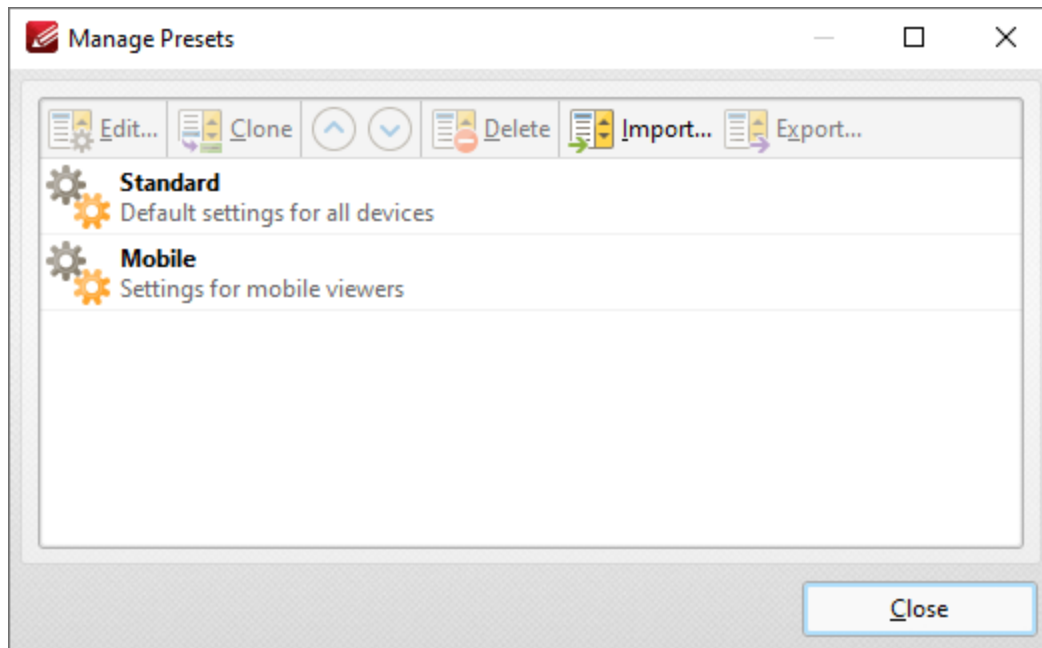 Manage Presets
Edit... Clone Delete Import... Export...
Standard
Default settings for all devices
Mobile
Settings for mobile viewers
Close